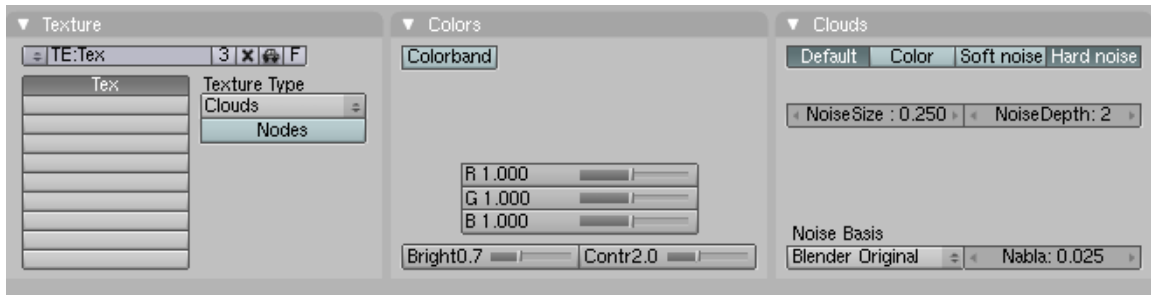 Texture
TE:Tex 3 F
Tex
Texture Type
Clouds
Nodes
Colors
Colorband
R 1.000
G 1.000
B 1.000
Bright0.7 Contr2.0
Clouds
Default Color Soft noise Hard noise
NoiseSize : 0.250 NoiseDepth: 2
Noise Basis
Blender Original Nabla: 0.025